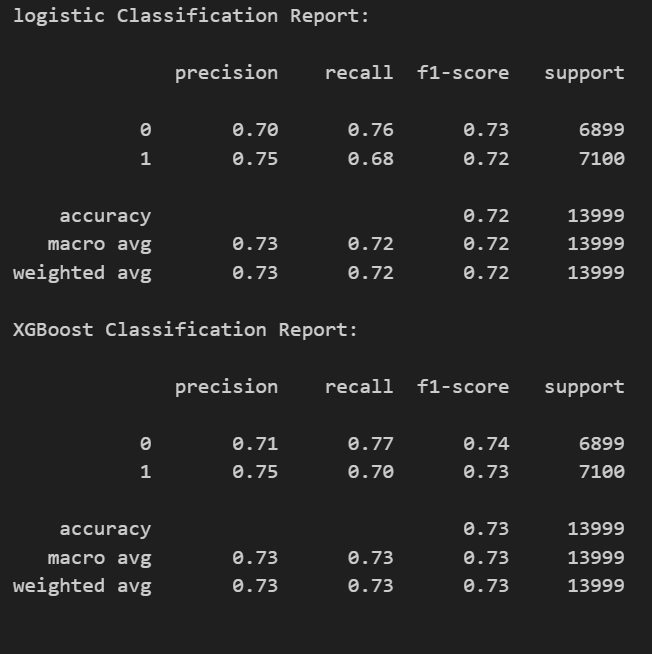 logistic Classification Report:
precision recall f1-score support
0 0.70 0.76 0.73 6899
1 0.75 0.68 0.72 7100
accuracy 0.72 13999
macro avg 0.73 0.72 0.72 13999
weighted avg 0.73 0.72 0.72 13999
XGBoost Classification Report:
precision recall f1-score support
0 0.71 0.77 0.74 6899
1 0.75 0.70 0.73 7100
accuracy 0.73 13999
macro avg 0.73 0.73 0.73 13999
weighted avg 0.73 0.73 0.73 13999